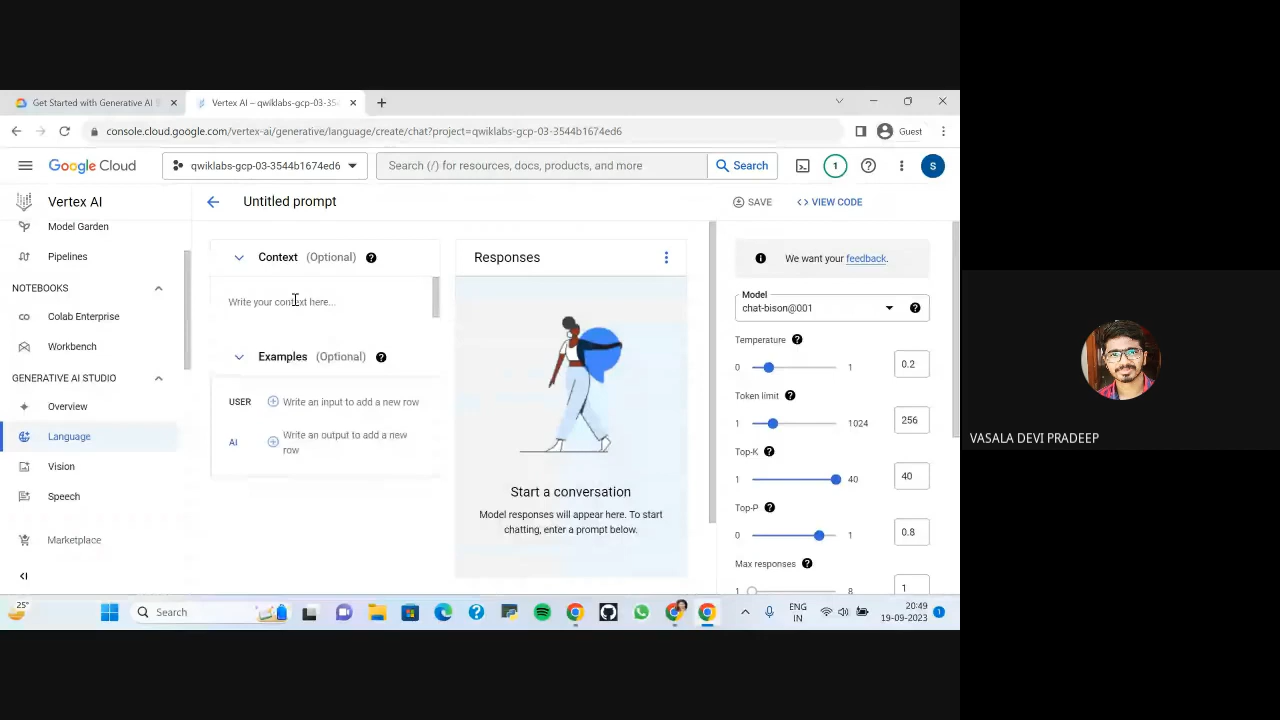 Get Started with Generative AI S
Vertex AI – qwiklabs-gcp-03-354
console.cloud.google.com/vertex-ai/generative/language/create/chat?project=qwiklabs-gcp-03-3544b1674ed6
Guest
Google Cloud
qwiklabs-gcp-03-3544b1674ed6
Search (/) for resources, docs, products, and more
Search
1
S
Vertex AI
Untitled prompt
SAVE
VIEW CODE
Model Garden
Pipelines
NOTEBOOKS
Colab Enterprise
Workbench
GENERATIVE AI STUDIO
Overview
Language
Vision
Speech
Marketplace
Context (Optional)
Write your context here...
Examples (Optional)
USER
Write an input to add a new row
AI
Write an output to add a new
row
Responses
Start a conversation
Model responses will appear here. To start
chatting, enter a prompt below.
We want your feedback.
Model
chat-bison@001
Temperature
0 1 0.2
Token limit
1 1024 256
Top-K
1 40 40
Top-P
0 1 0.8
Max responses
1 8 1
VASALA DEVI PRADEEP
25°
Search
ENG
IN
20:49
19-09-2023
1